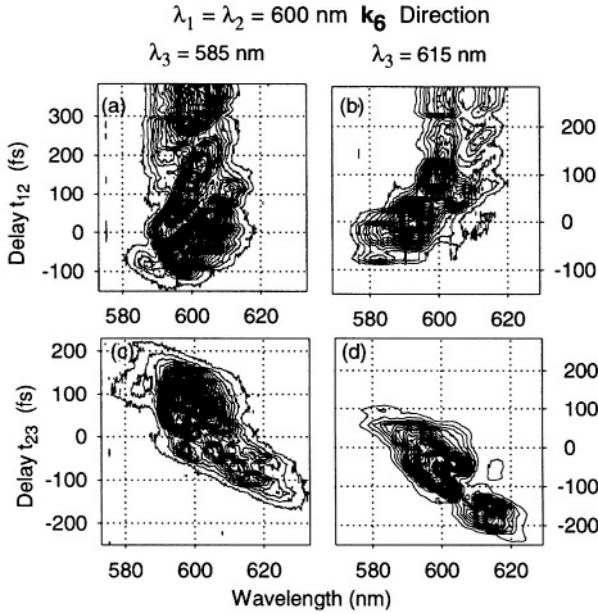 λ1 = λ2 = 600 nm k6 Direction
λ3 = 585 nm
λ3 = 615 nm
(a)
(b)
300
200
100
0
-100
Delay t12 (fs)
200
100
0
-100
580 600 620
580 600 620
(c)
(d)
200
100
0
-100
-200
Delay t23 (fs)
200
100
0
-100
-200
580 600 620
580 600 620
Wavelength (nm)